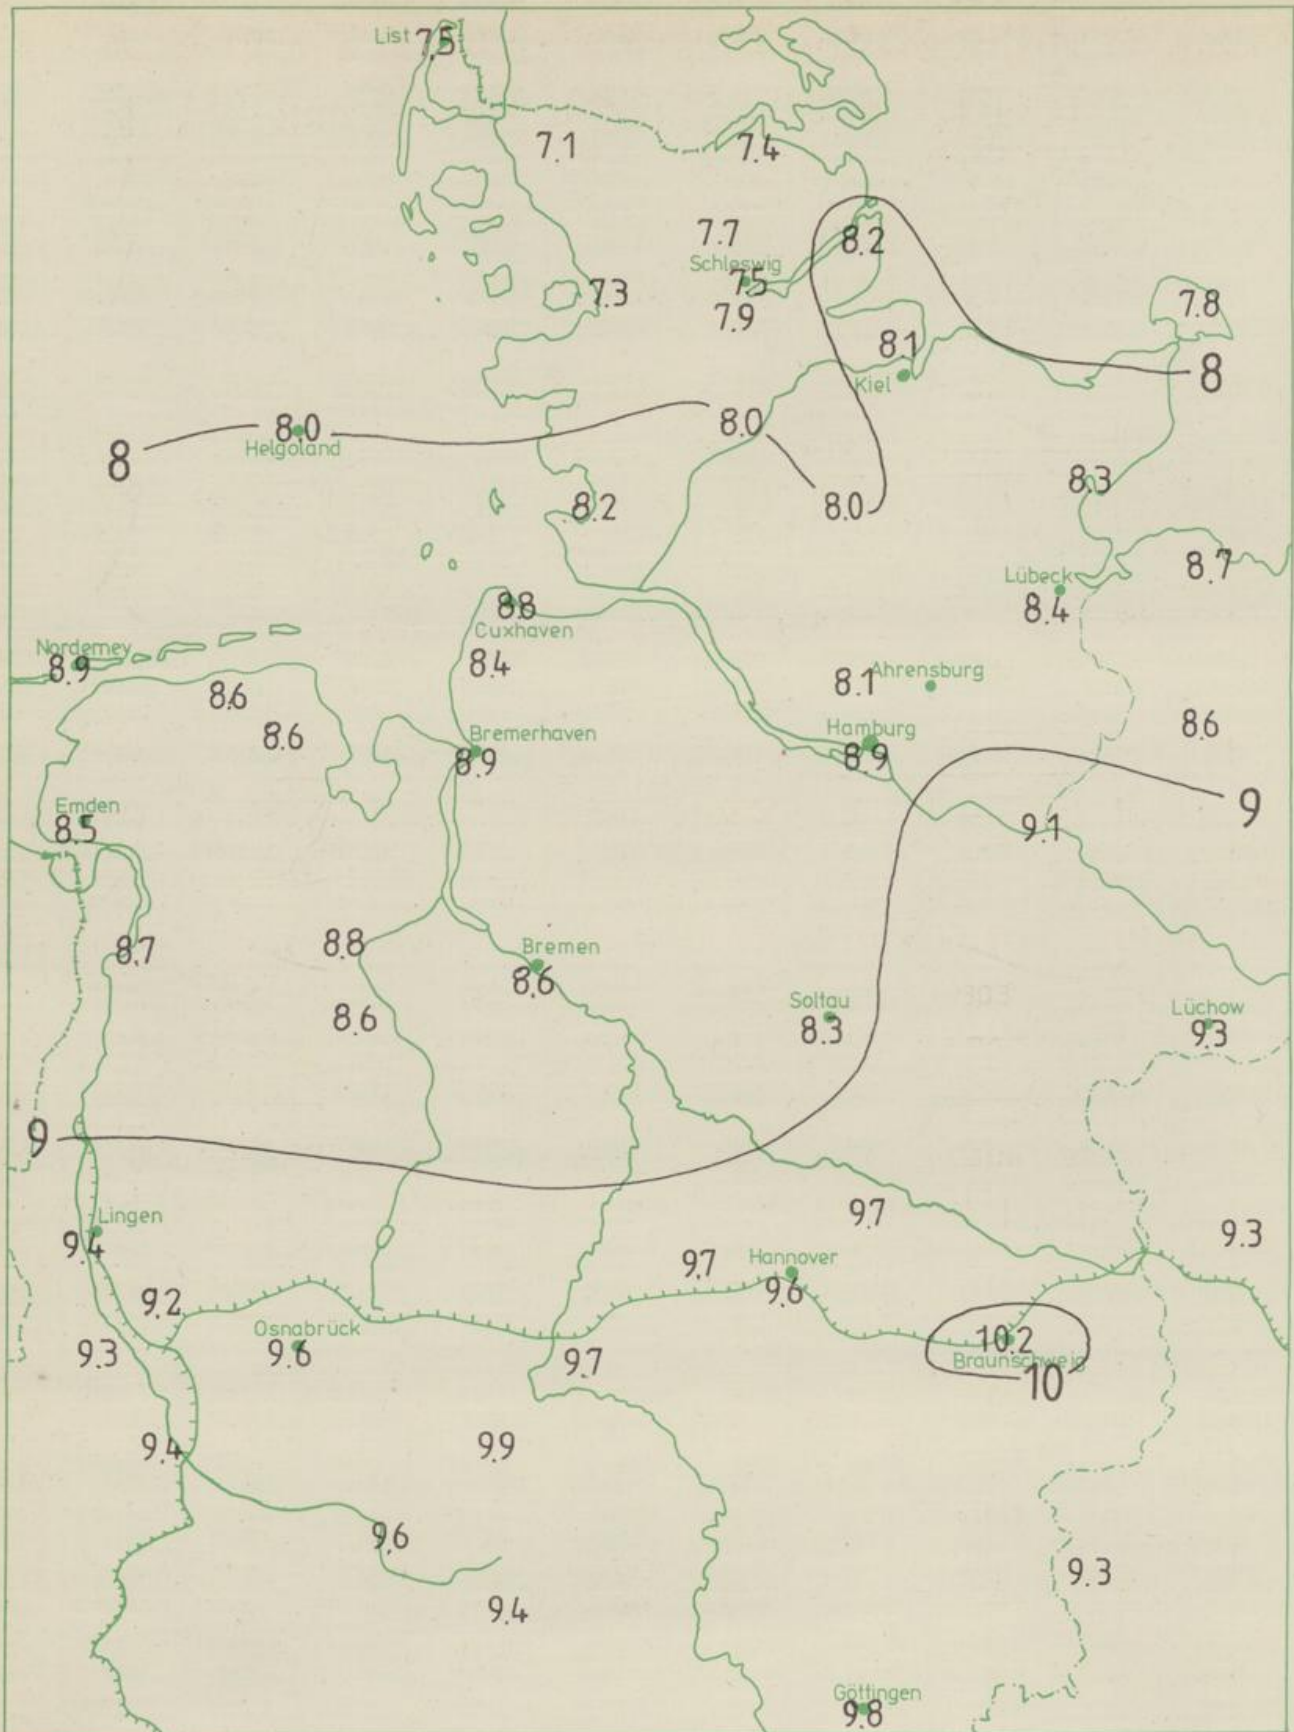 List 7.5
7.1
7.4
7.7
8.2
Schleswig
7.5
7.3
7.9
7.8
8.1
Kiel
8
8.0
8.0
8
Helgoland
8.3
8.2
8.0
8.7
Lübeck
8.8
8.4
Cuxhaven
Norderney
8.9
8.4
Ahrensburg
8.1
8.6
8.6
8.6
Hamburg
Bremerhaven
8.9
8.9
Emden
9
8.5
9.1
8.8
Bremen
8.7
8.6
Soltau
Lüchow
8.6
8.3
9.3
9
Lingen
9.7
9.4
9.3
Hannover
9.7
9.6
9.2
Osnabrück
10.2
9.3
9.6
9.7
Braunschweig
10
9.4
9.9
9.6
9.3
9.4
Göttingen
9.8